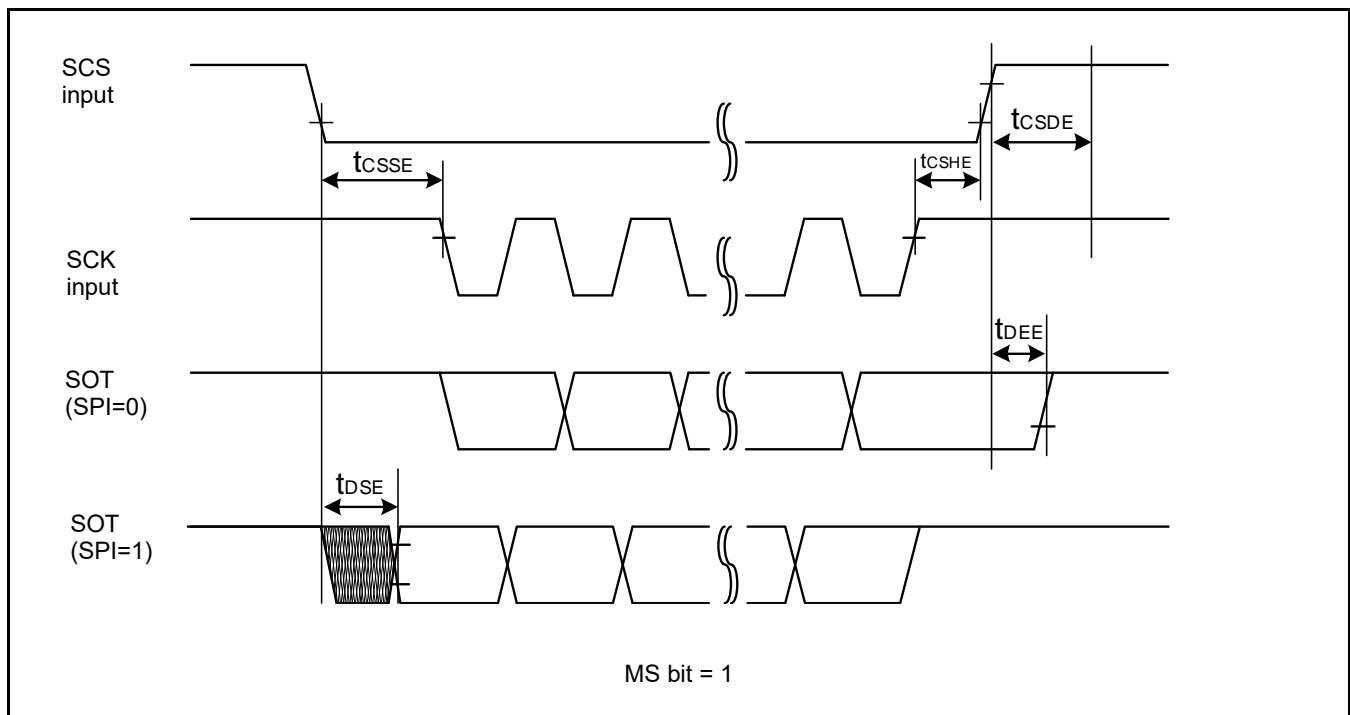 SCS
input
tCSDE
tCSSE
tCSHE
SCK
input
tDEE
SOT
(SPI=0)
tDSE
SOT
(SPI=1)
MS bit = 1